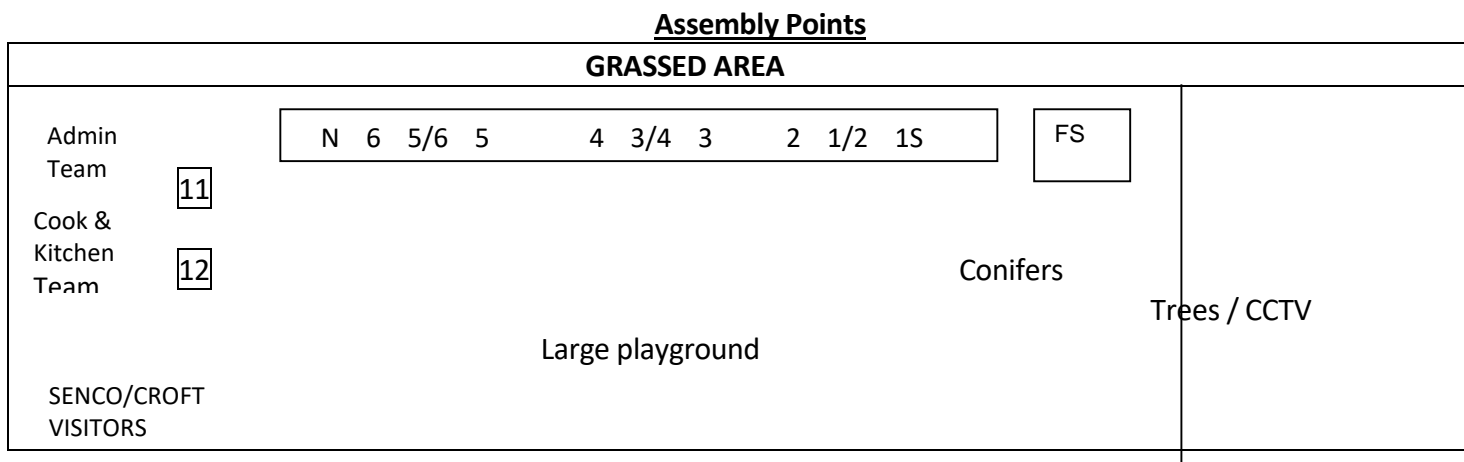 Assembly Points
GRASSED AREA
Admin
Team
N 6 5/6 5 4 3/4 3 2 1/2 1S
FS
11
Cook &
Kitchen
Team
12
Conifers
Trees / CCTV
Large playground
SENCO/CROFT
VISITORS